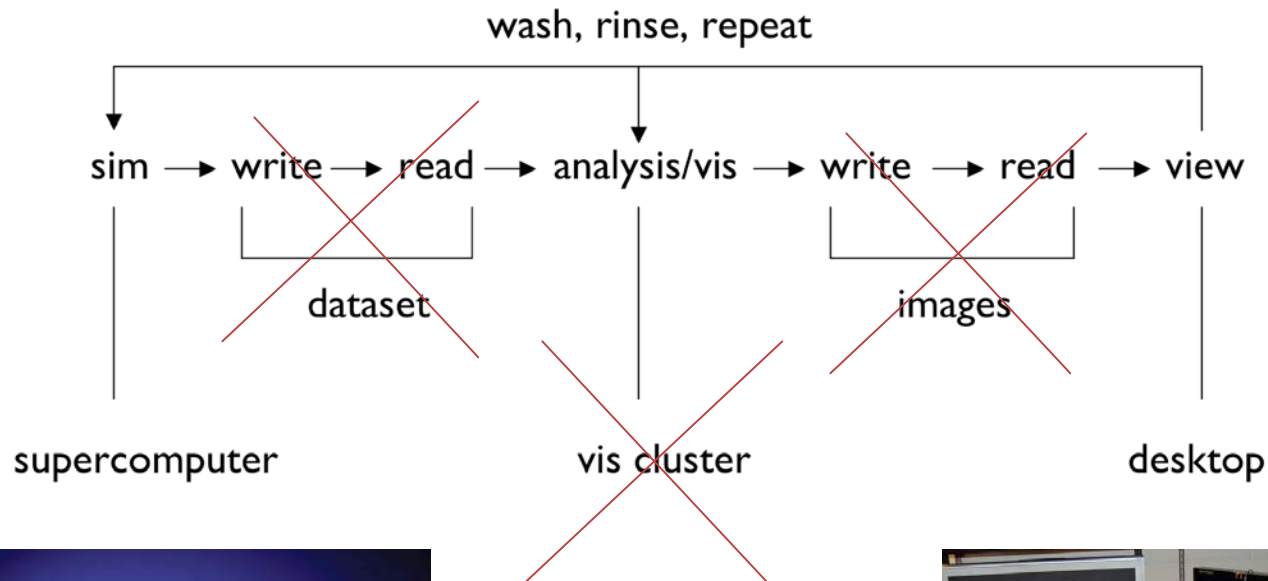 wash, rinse, repeat
sim write read analysis/vis write read view
dataset images
supercomputer vis cluster desktop